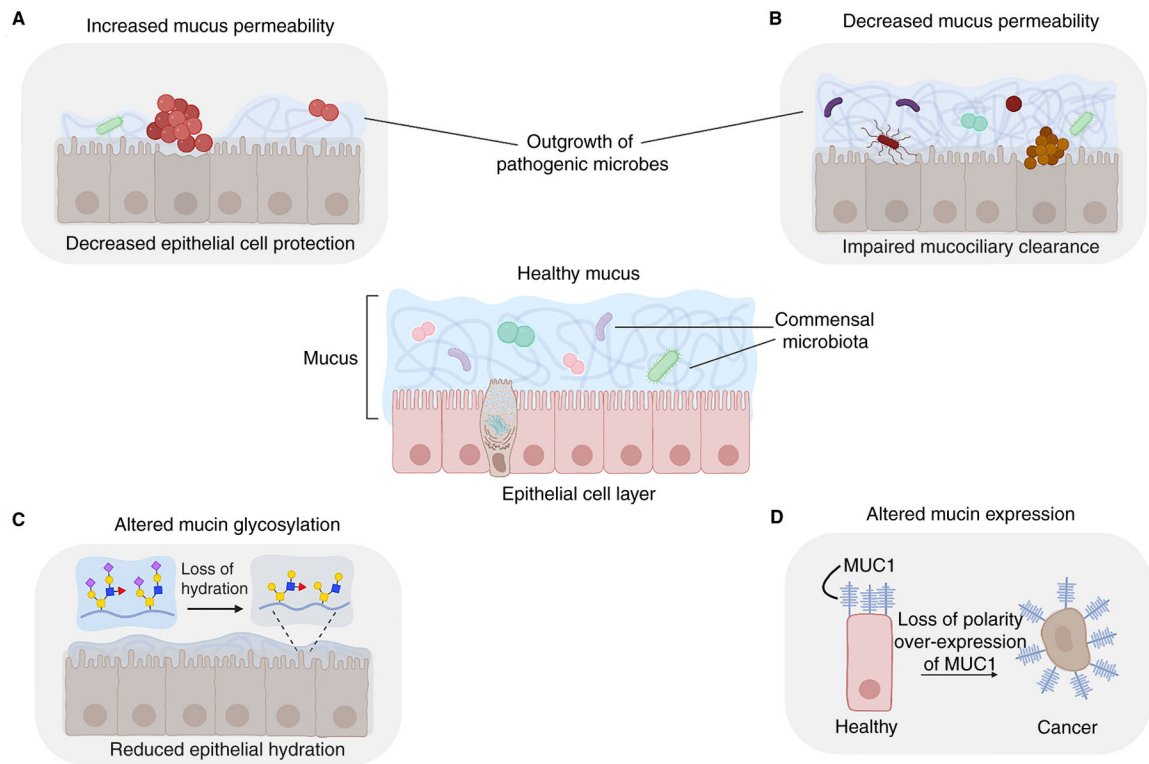 A
Increased mucus permeability
Decreased epithelial cell protection
B
Decreased mucus permeability
Impaired mucociliary clearance
Outgrowth of
pathogenic microbes
Healthy mucus
Mucus
Commensal
microbiota
Epithelial cell layer
C
Altered mucin glycosylation
Loss of
hydration
Reduced epithelial hydration
D
Altered mucin expression
MUC1
Loss of polarity
over-expression
of MUC1
Healthy
Cancer